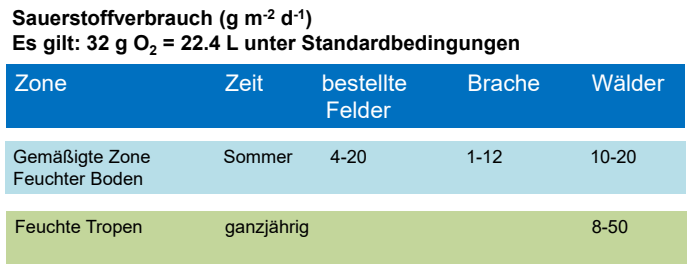 Sauerstoffverbrauch (g m⁻² d⁻¹)
Es gilt: 32 g O₂ = 22.4 L unter Standardbedingungen
Zone Zeit bestellte Brache Wälder
Felder
Gemäßigte Zone Sommer 4-20 1-12 10-20
Feuchter Boden
Feuchte Tropen ganzjährig 8-50